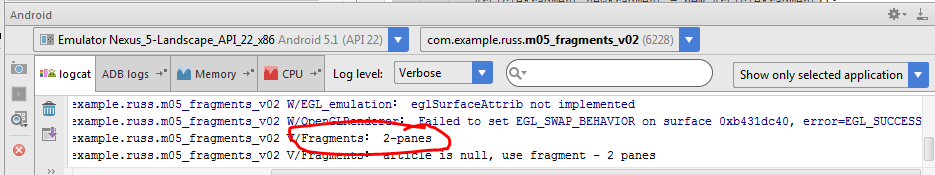 Android
Emulator Nexus_5-Landscape_API_22_x86 Android 5.1 (API 22)
com.example.russ.m05_fragments_v02 (6228)
logcat
ADB logs
Memory
CPU
Log level:
Verbose
Show only selected application
example.russ.m05_fragments_v02 W/EGL_emulation: eglSurfaceAttrib not implemented
example.russ.m05_fragments_v02 W/OpenGLRenderer: Failed to set EGL_SWAP_BEHAVIOR on surface 0xb431dc40, error=EGL_SUCCESS
example.russ.m05_fragments_v02 V/Fragments: 2-panes
example.russ.m05_fragments_v02 V/Fragments: article is null, use fragment - 2 panes